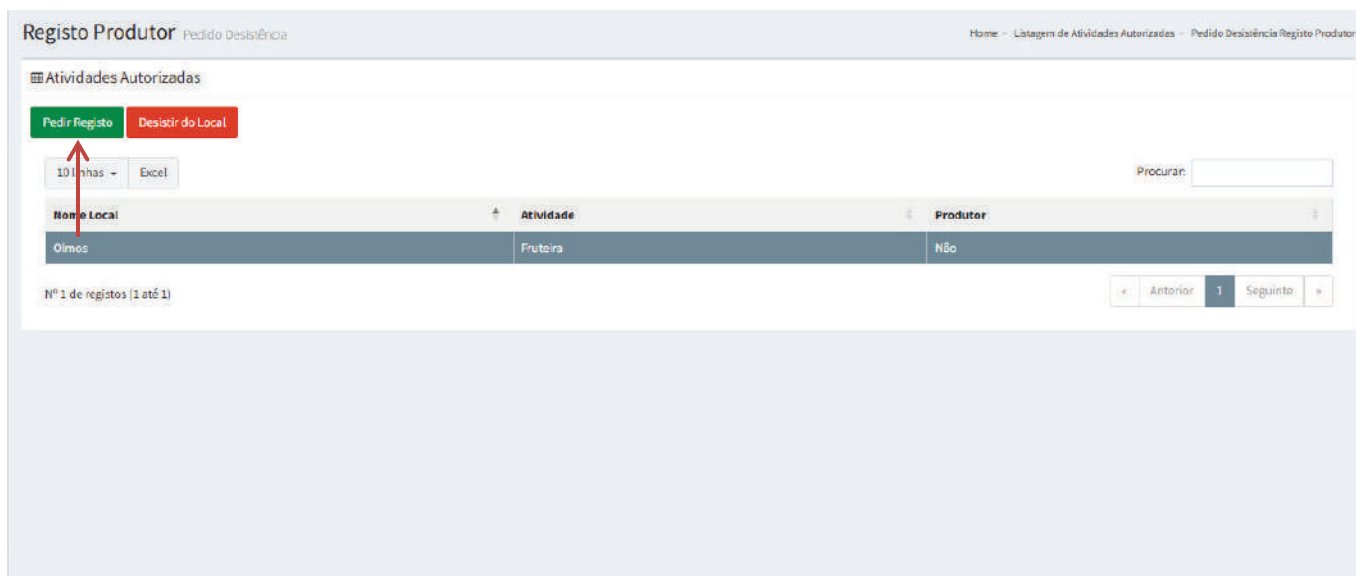 Registo Produtor Pedido Desistência
Home - Listagem de Atividades Autorizadas - Pedido Desistência Registo Produtor
Atividades Autorizadas
Pedir Registo Desistir do Local
10 linhas Excel Procurar:
Nome Local Atividade Produtor
Olmos Fruteira Não
Nº 1 de registos (1 até 1) « Anterior 1 Seguinte »